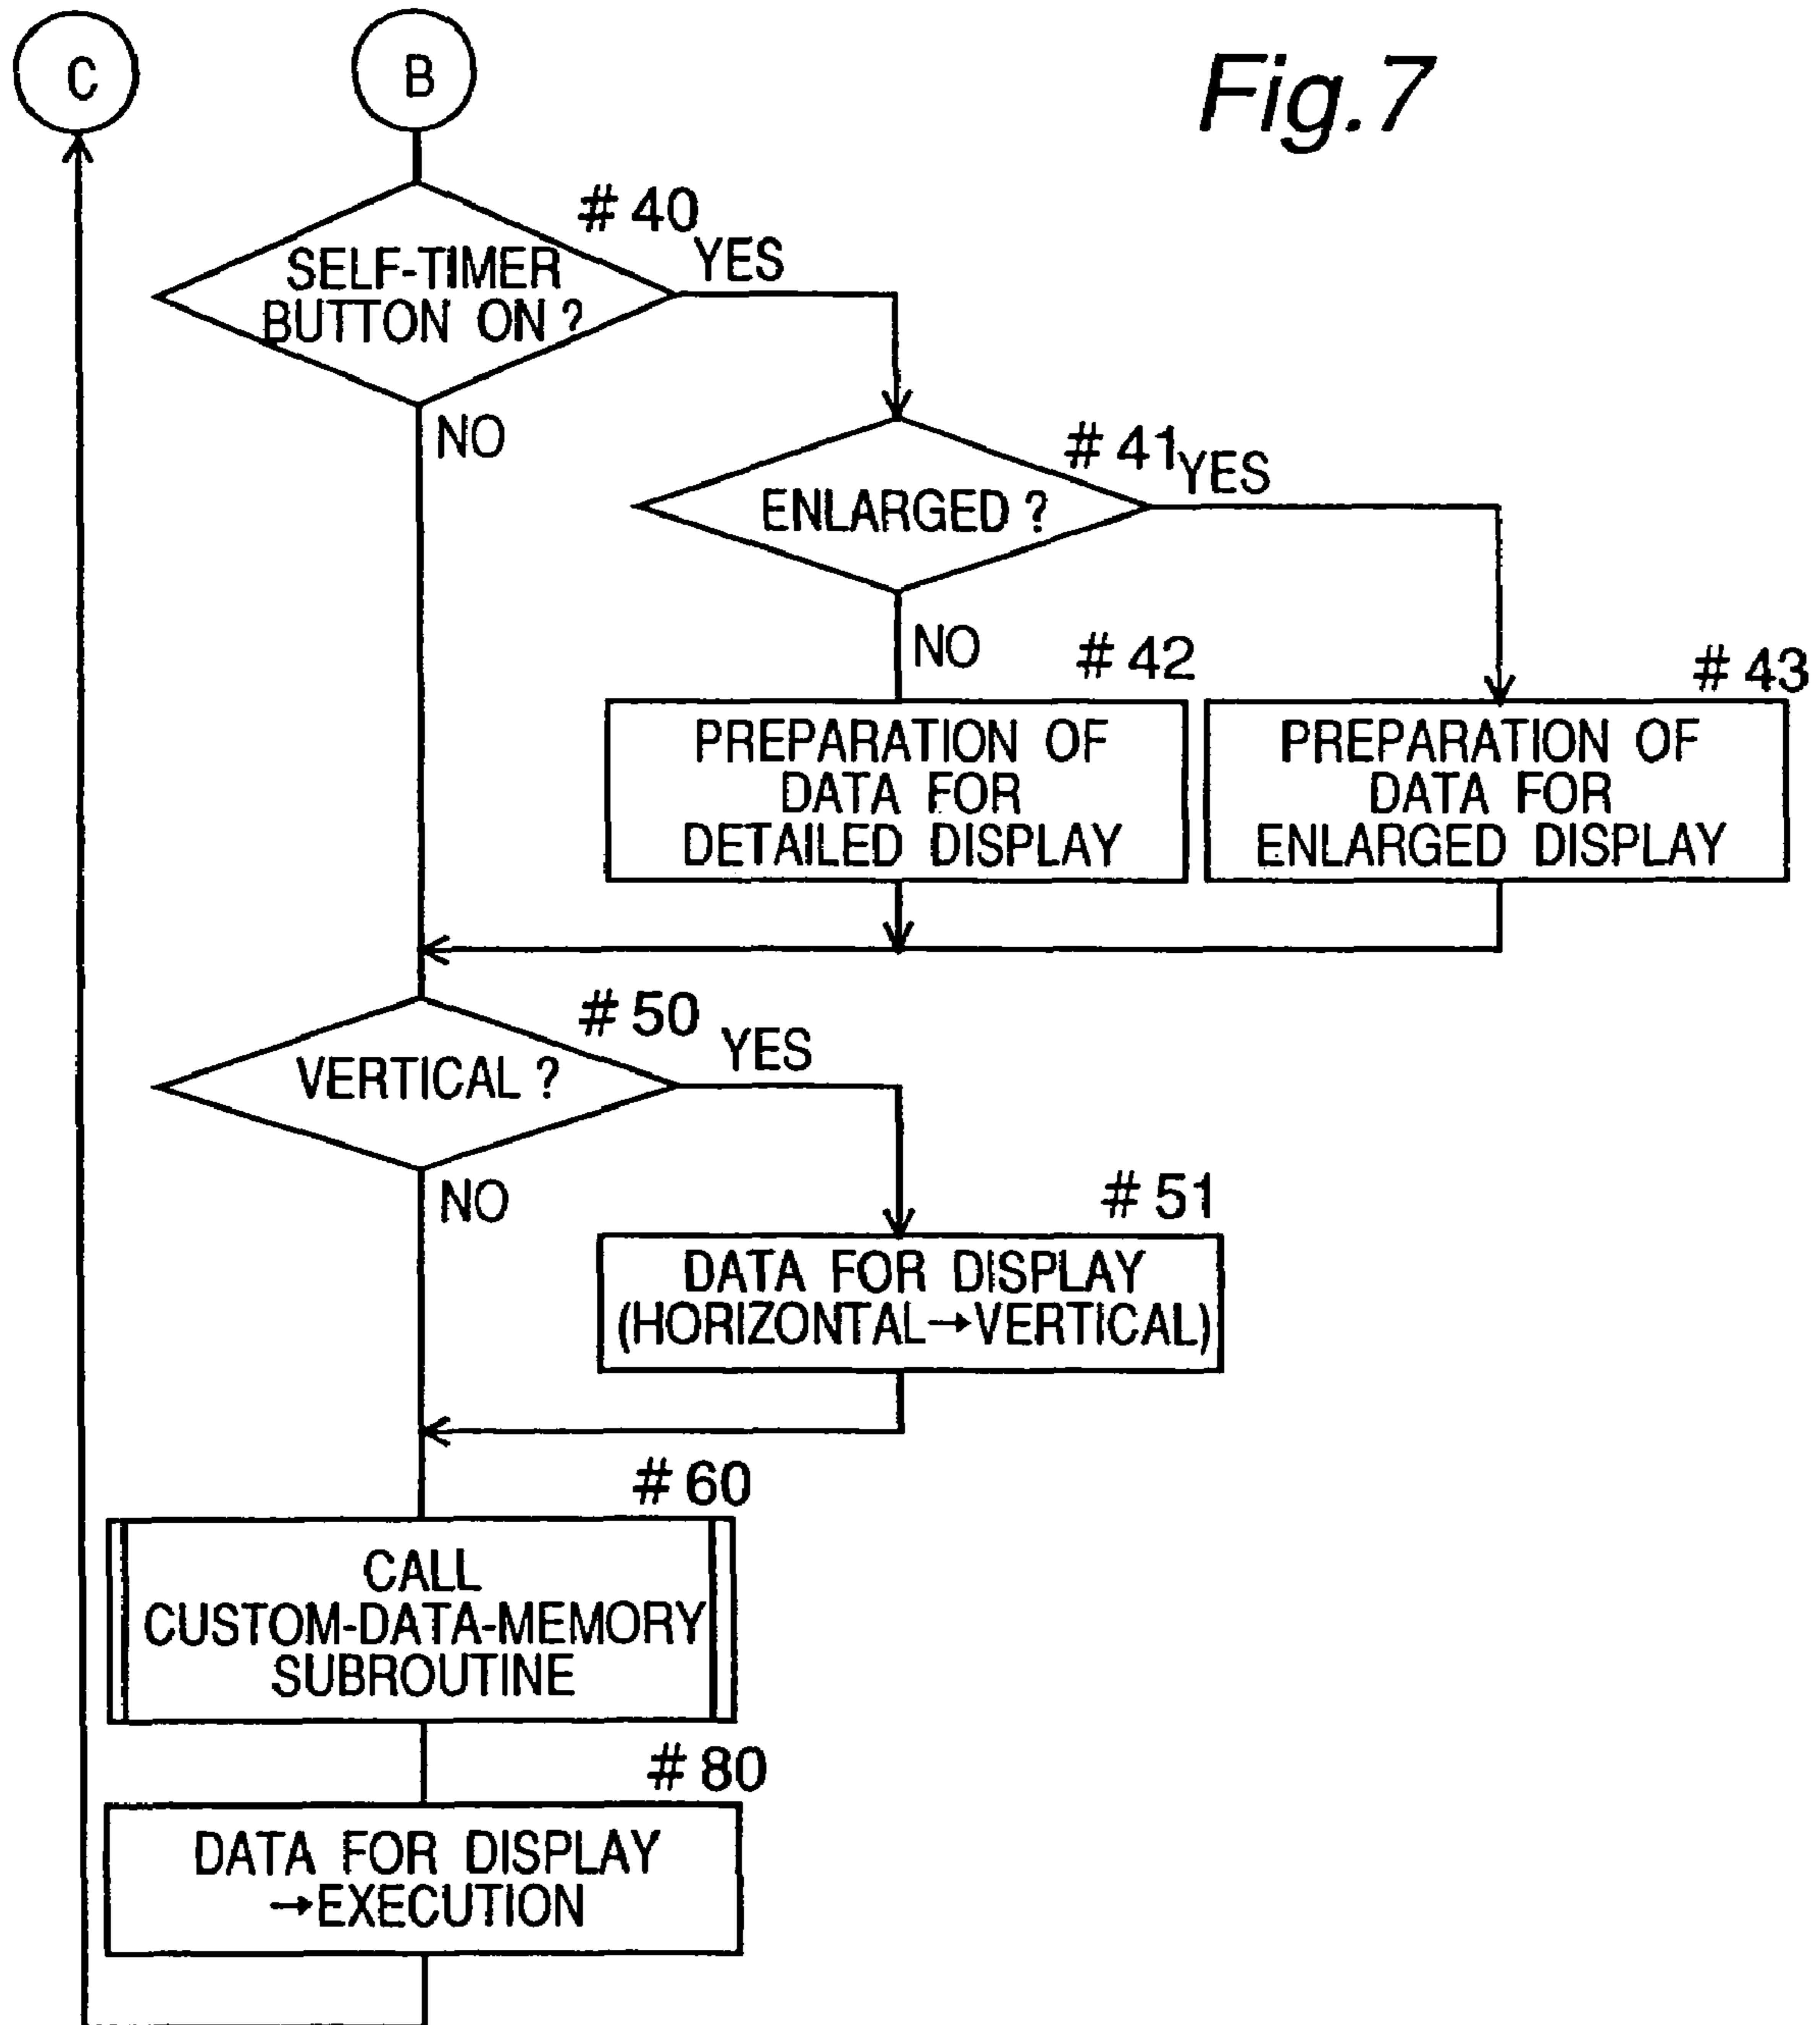 C
B
Fig.7
# 40
SELF-TIMER
BUTTON ON ?
YES
NO
# 41
ENLARGED ?
YES
NO
# 42
PREPARATION OF
DATA FOR
DETAILED DISPLAY
# 43
PREPARATION OF
DATA FOR
ENLARGED DISPLAY
# 50
VERTICAL ?
YES
NO
# 51
DATA FOR DISPLAY
(HORIZONTAL→VERTICAL)
# 60
CALL
CUSTOM-DATA-MEMORY
SUBROUTINE
# 80
DATA FOR DISPLAY
→EXECUTION